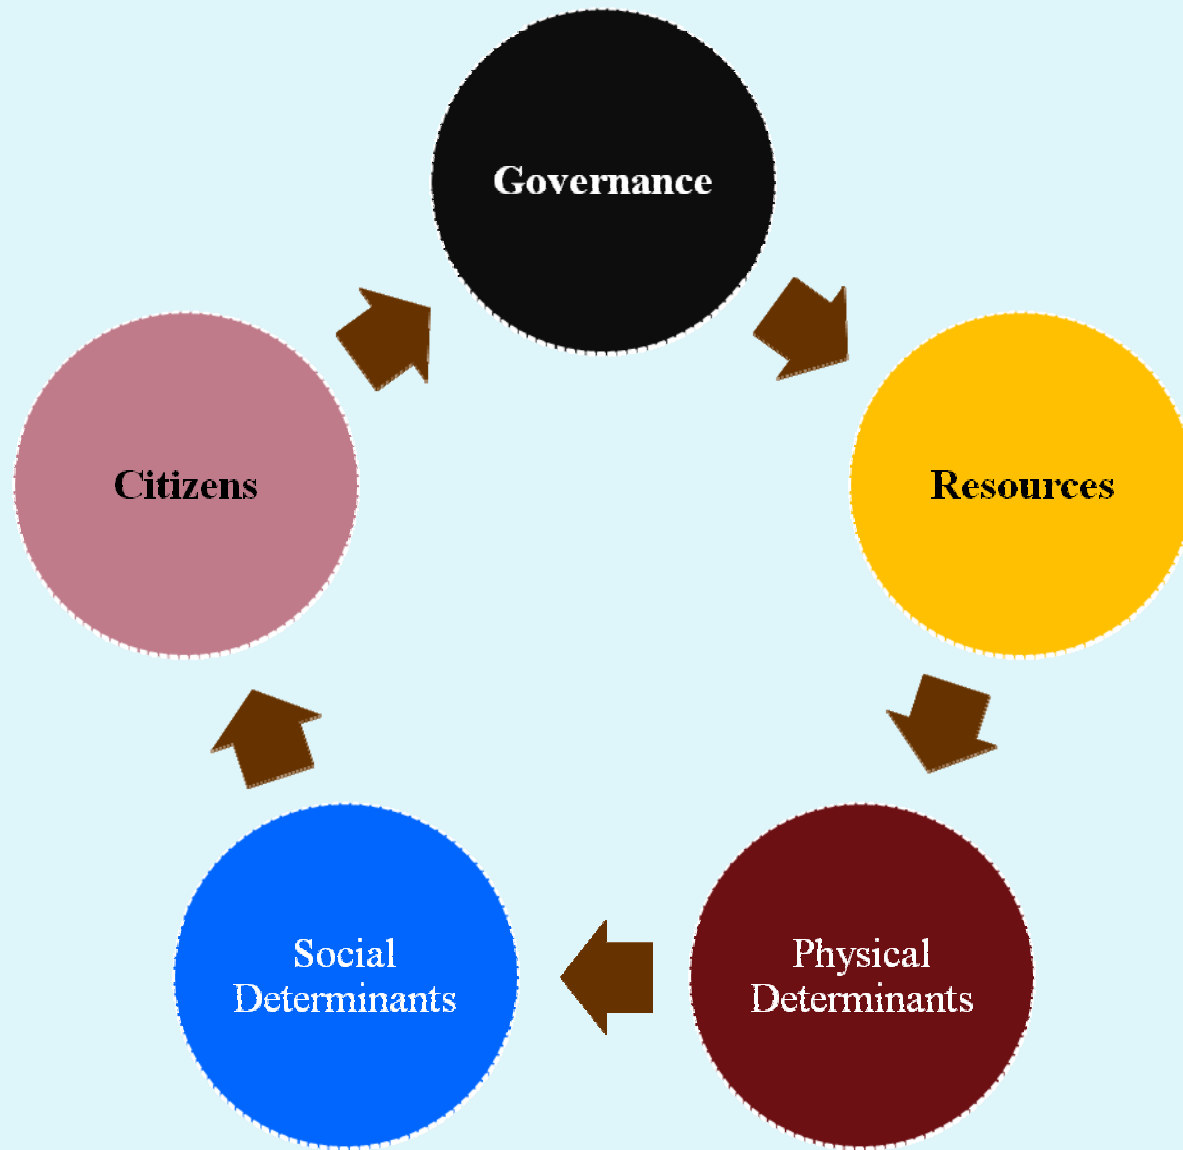 Governance
Citizens
Resources
Social
Determinants
Physical
Determinants